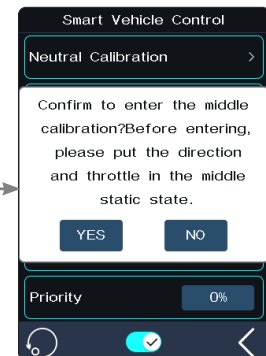 Smart Vehicle Control
Neutral Calibration
Confirm to enter the middle
calibration?Before entering,
please put the direction
and throttle in the middle
static state.
YES NO
Priority 0%